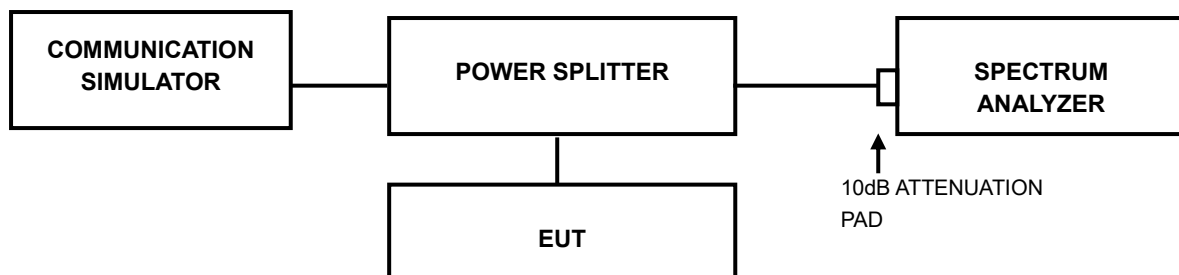 COMMUNICATION
SIMULATOR
POWER SPLITTER
SPECTRUM
ANALYZER
10dB ATTENUATION
PAD
EUT